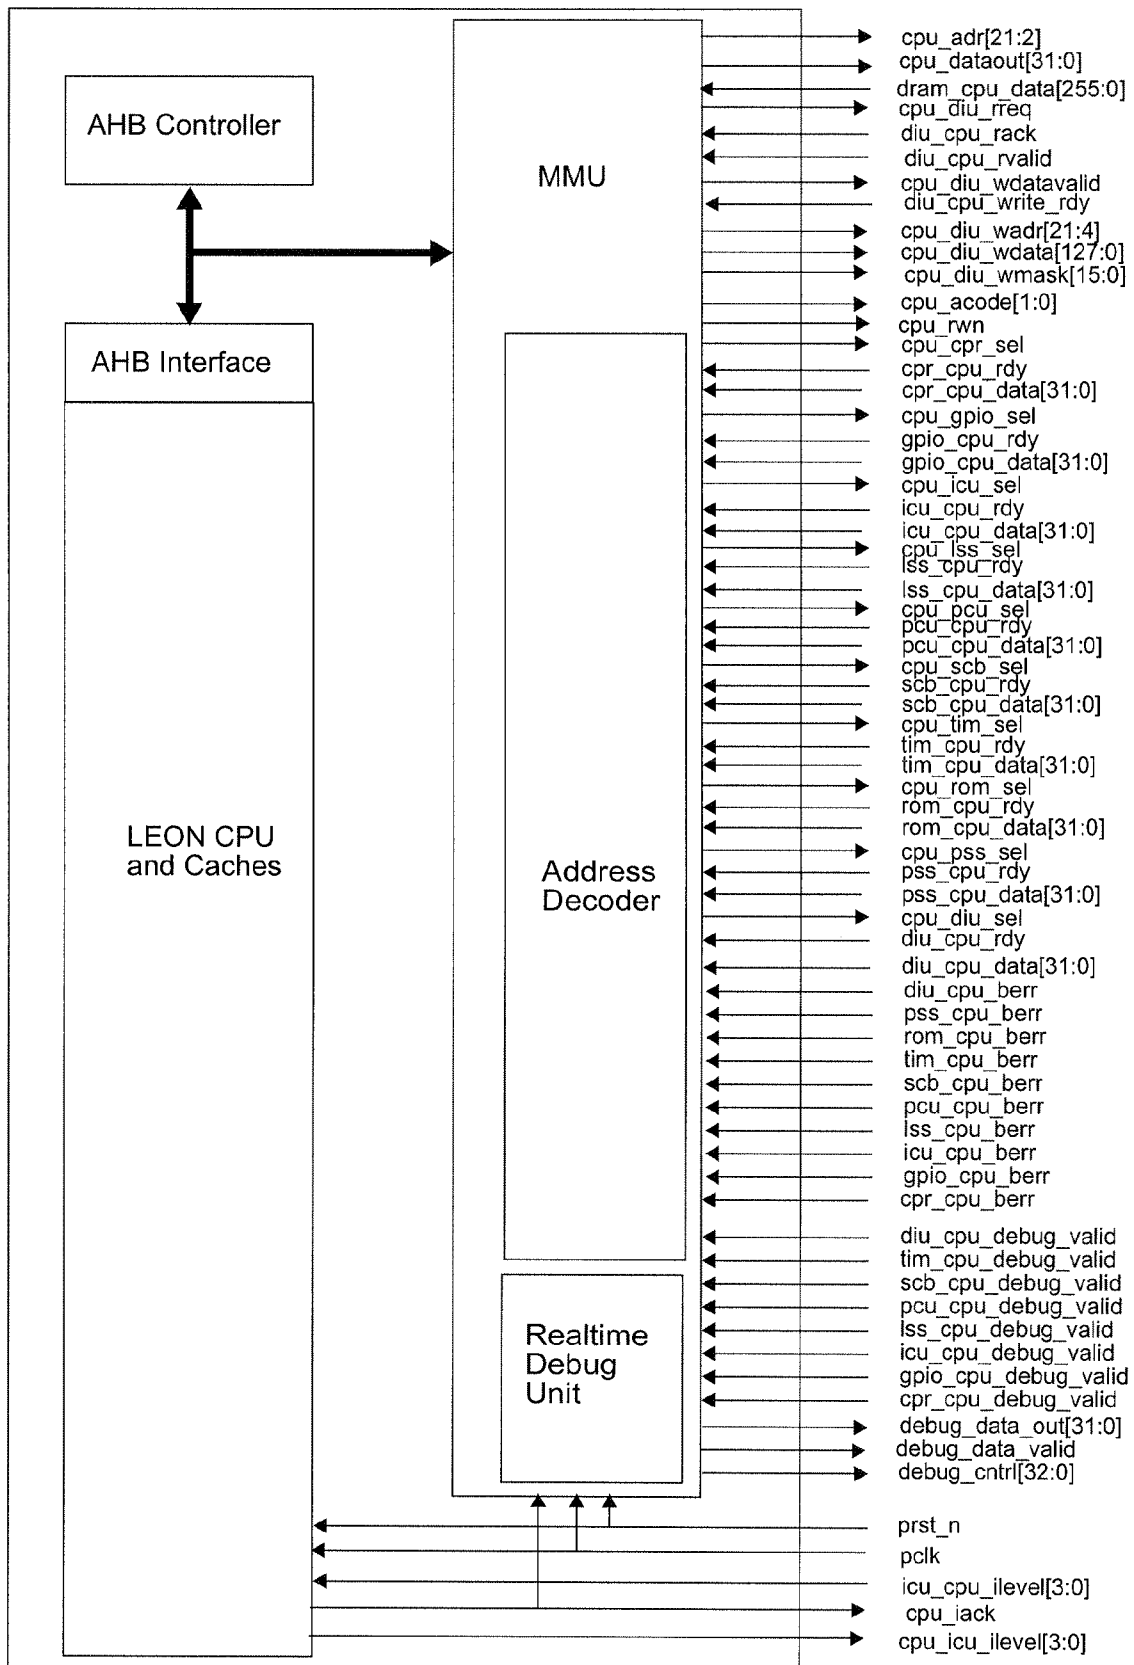 AHB Controller
AHB Interface
LEON CPU
and Caches
MMU
Address
Decoder
Realtime
Debug
Unit
cpu_adr[21:2]
cpu_dataout[31:0]
dram_cpu_data[255:0]
cpu_diu_rreq
diu_cpu_rack
diu_cpu_rvalid
cpu_diu_wdatavalid
diu_cpu_write_rdy
cpu_diu_wadr[21:4]
cpu_diu_wdata[127:0]
cpu_diu_wmask[15:0]
cpu_acode[1:0]
cpu_rwn
cpu_cpr_sel
cpr_cpu_rdy
cpr_cpu_data[31:0]
cpu_gpio_sel
gpio_cpu_rdy
gpio_cpu_data[31:0]
cpu_icu_sel
icu_cpu_rdy
icu_cpu_data[31:0]
cpu_lss_sel
lss_cpu_rdy
lss_cpu_data[31:0]
cpu_pcu_sel
pcu_cpu_rdy
pcu_cpu_data[31:0]
cpu_scb_sel
scb_cpu_rdy
scb_cpu_data[31:0]
cpu_tim_sel
tim_cpu_rdy
tim_cpu_data[31:0]
cpu_rom_sel
rom_cpu_rdy
rom_cpu_data[31:0]
cpu_pss_sel
pss_cpu_rdy
pss_cpu_data[31:0]
cpu_diu_sel
diu_cpu_rdy
diu_cpu_data[31:0]
diu_cpu_berr
pss_cpu_berr
rom_cpu_berr
tim_cpu_berr
scb_cpu_berr
pcu_cpu_berr
lss_cpu_berr
icu_cpu_berr
gpio_cpu_berr
cpr_cpu_berr
diu_cpu_debug_valid
tim_cpu_debug_valid
scb_cpu_debug_valid
pcu_cpu_debug_valid
lss_cpu_debug_valid
icu_cpu_debug_valid
gpio_cpu_debug_valid
cpr_cpu_debug_valid
debug_data_out[31:0]
debug_data_valid
debug_cntrl[32:0]
prst_n
pclk
icu_cpu_ilevel[3:0]
cpu_iack
cpu_icu_ilevel[3:0]